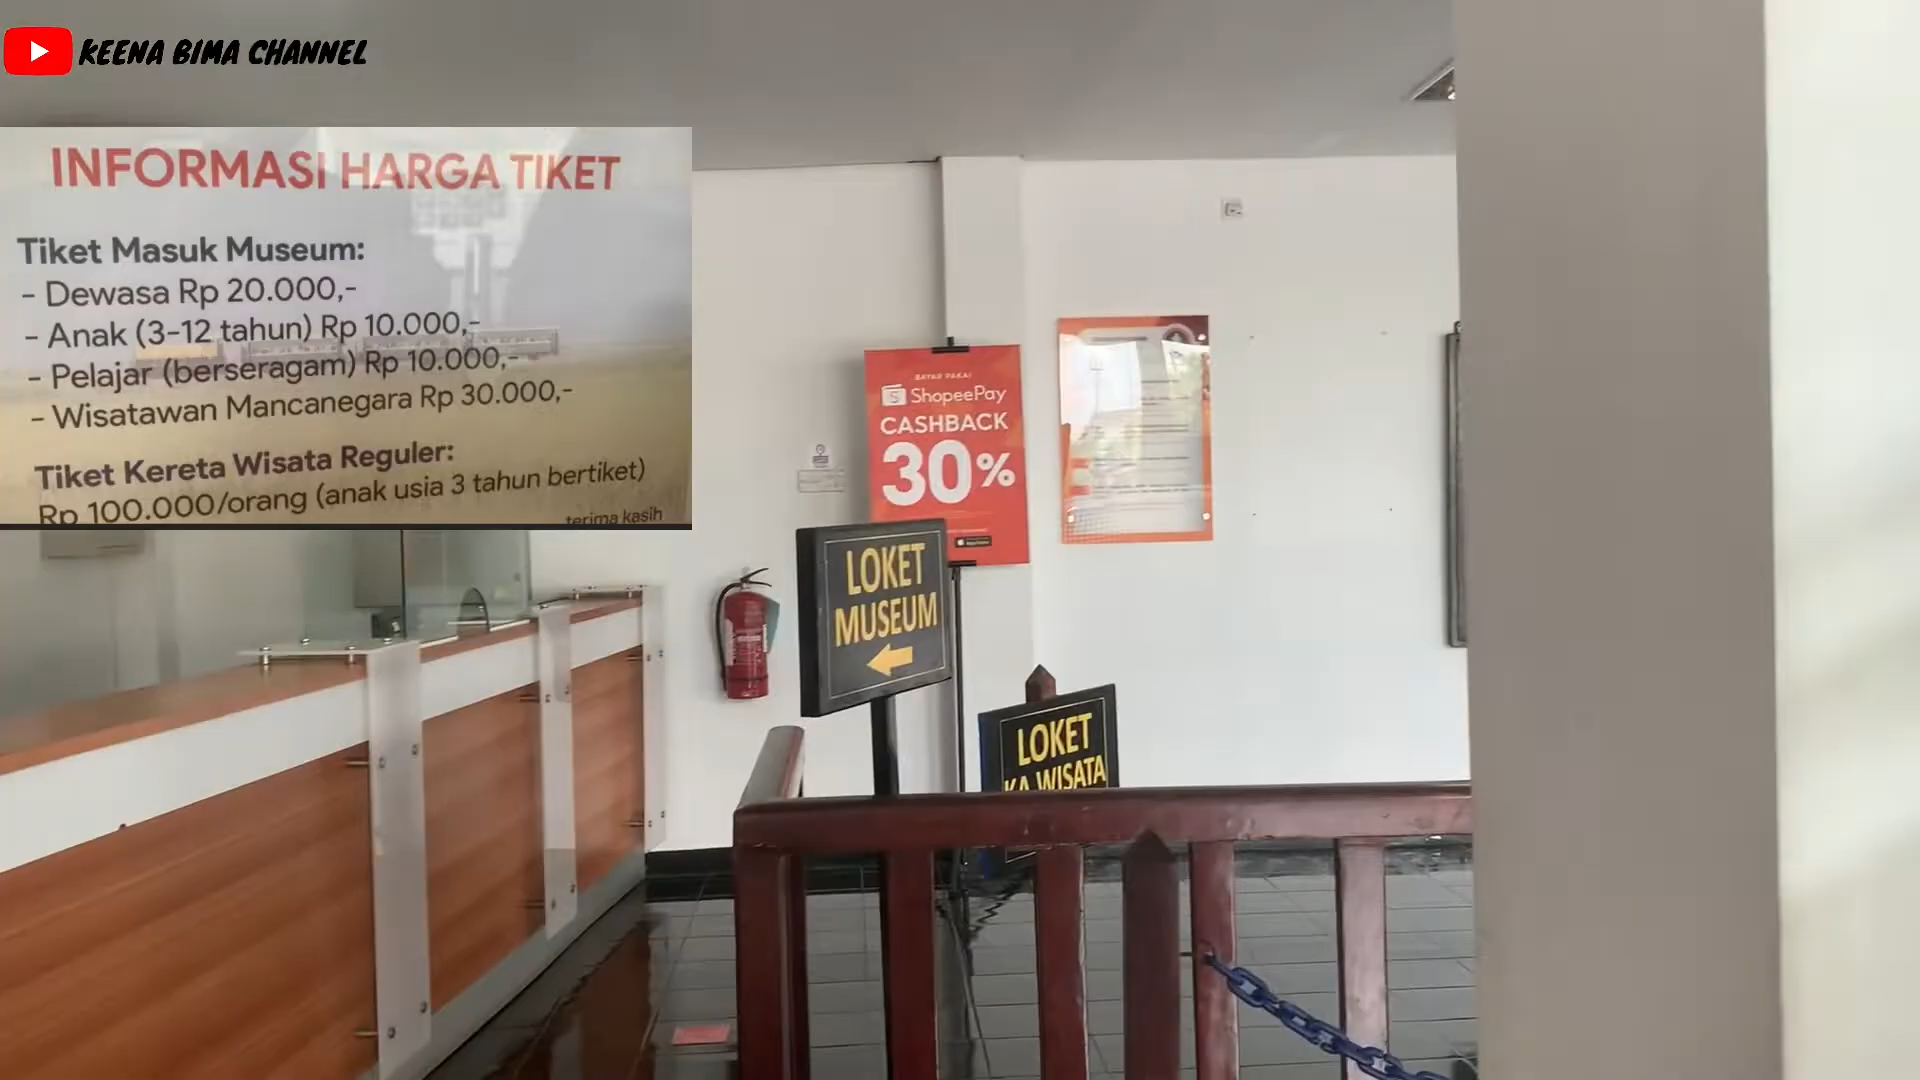 KEENA BIMA CHANNEL
INFORMASI HARGA TIKET
Tiket Masuk Museum:
- Dewasa Rp 20.000,-
- Anak (3-12 tahun) Rp 10.000,-
- Pelajar (berseragam) Rp 10.000,-
- Wisatawan Mancanegara Rp 30.000,-
Tiket Kereta Wisata Reguler:
Rp 100.000/orang (anak usia 3 tahun bertiket)
terima kasih
BAYAR PAKAI
ShopeePay
CASHBACK
30%
LOKET
MUSEUM
LOKET
KA WISATA